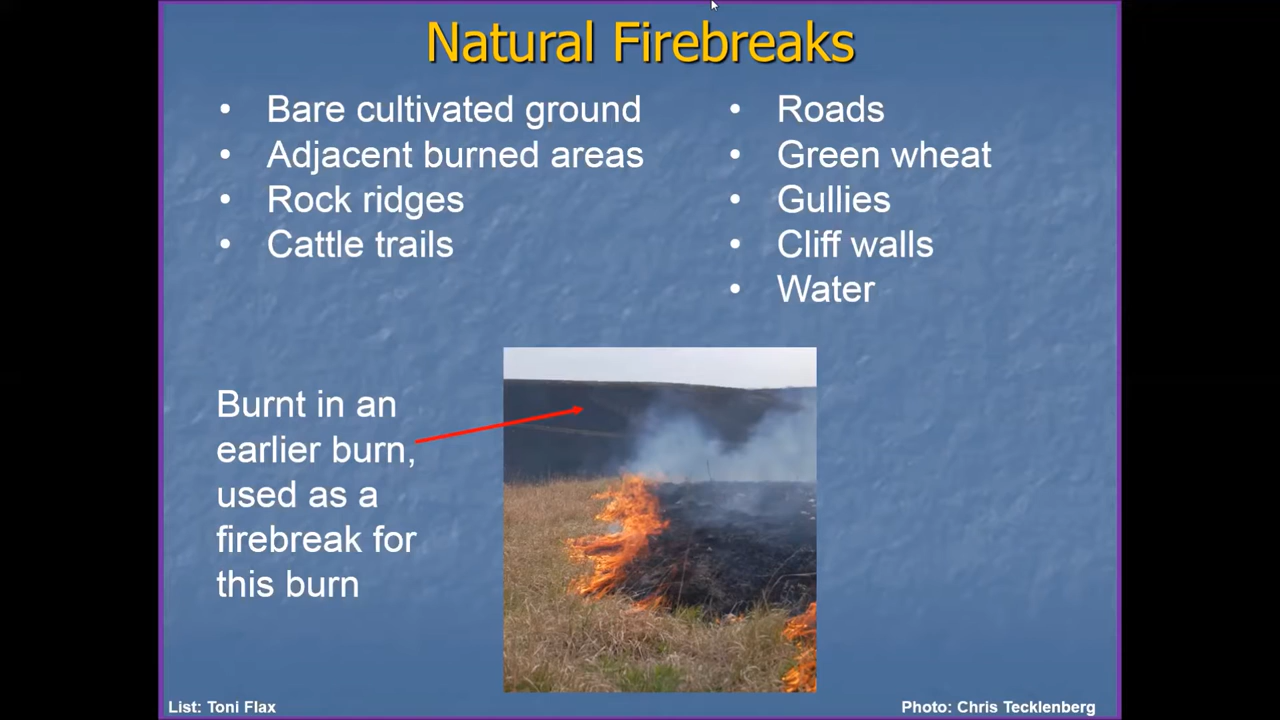 Natural Firebreaks
• Bare cultivated ground
• Adjacent burned areas
• Rock ridges
• Cattle trails
• Roads
• Green wheat
• Gullies
• Cliff walls
• Water
Burnt in an
earlier burn,
used as a
firebreak for
this burn
List: Toni Flax
Photo: Chris Tecklenberg